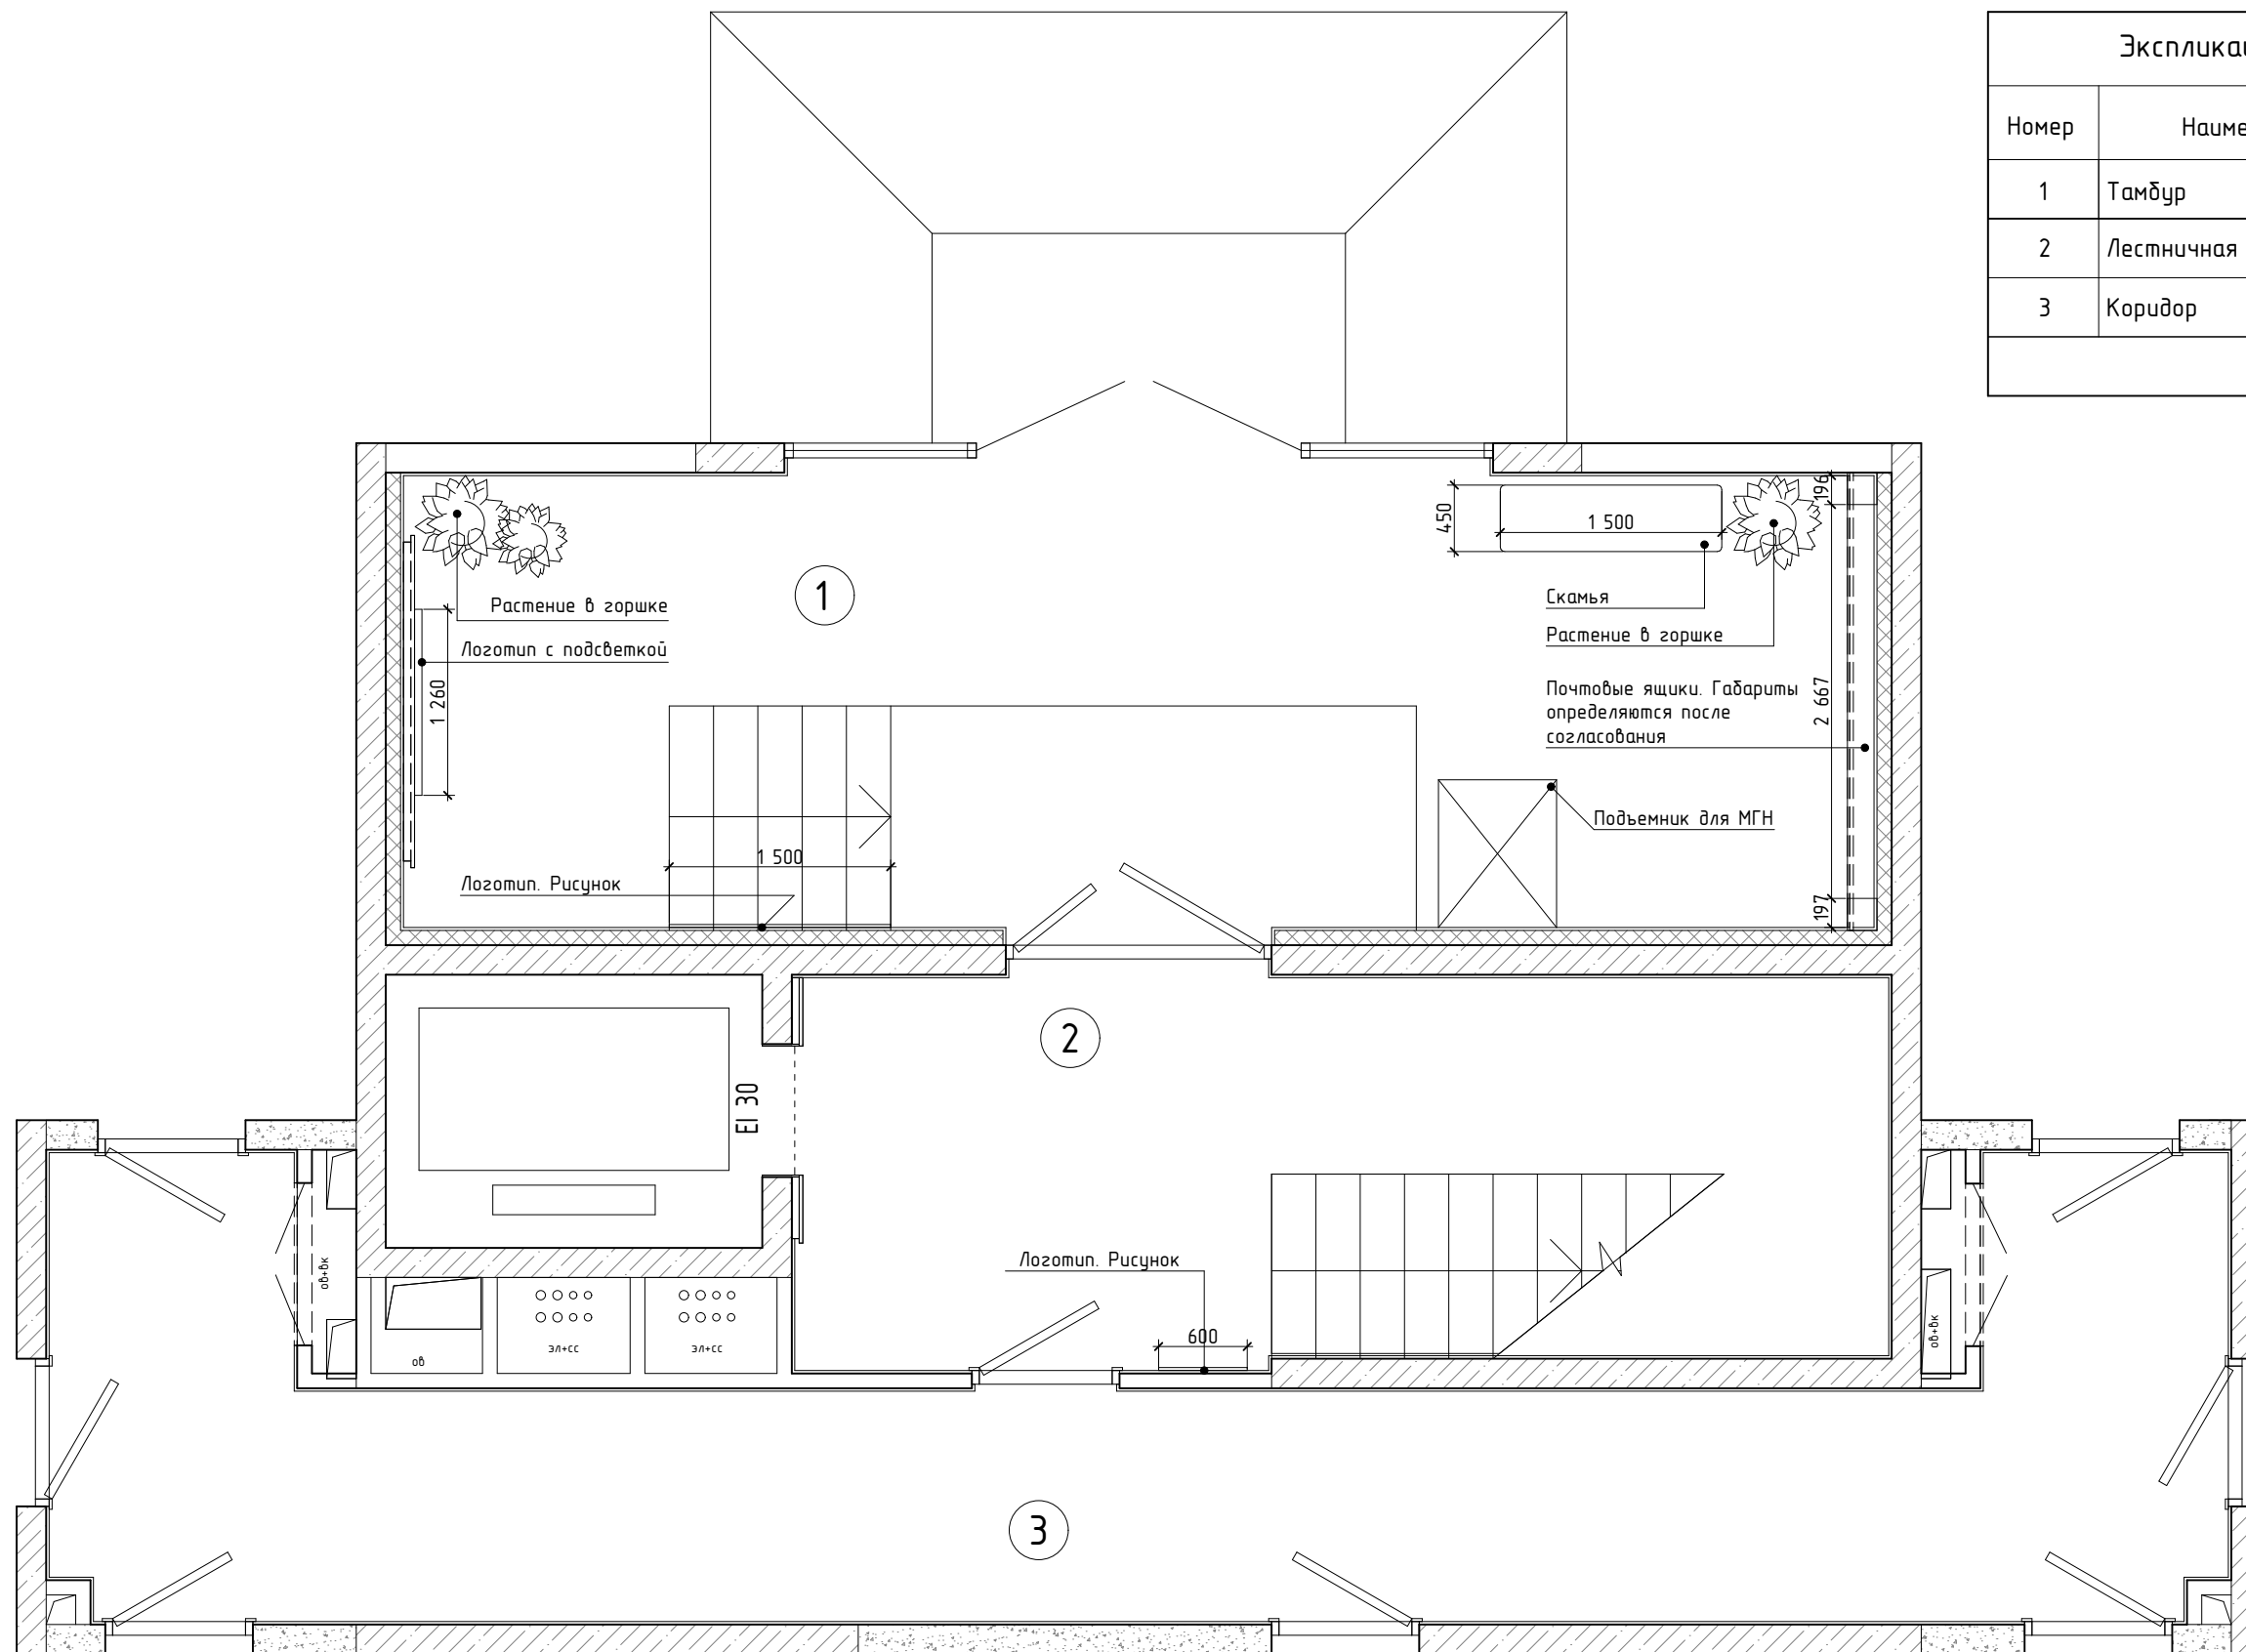 Экспликац
Номер
Наиме
1
Тамбур
2
Лестничная
3
Коридор
196
450
1 500
1
Растение в горшке
Скамья
Растение в горшке
Логотип с подсветкой
1 260
Почтовые ящики. Габариты
определяются после
согласования
2 667
Подъемник для МГН
1 500
Логотип. Рисунок
197
2
EI 30
Логотип. Рисунок
600
ов+вк
ов
эл+сс
эл+сс
ов+вк
3